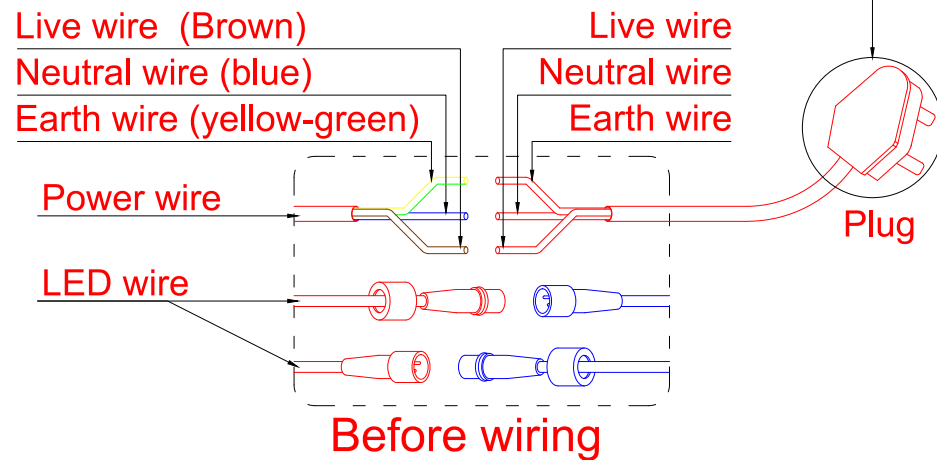 Live wire (Brown)
Neutral wire (blue)
Earth wire (yellow-green)
Live wire
Neutral wire
Earth wire
Power wire
Plug
LED wire
Before wiring